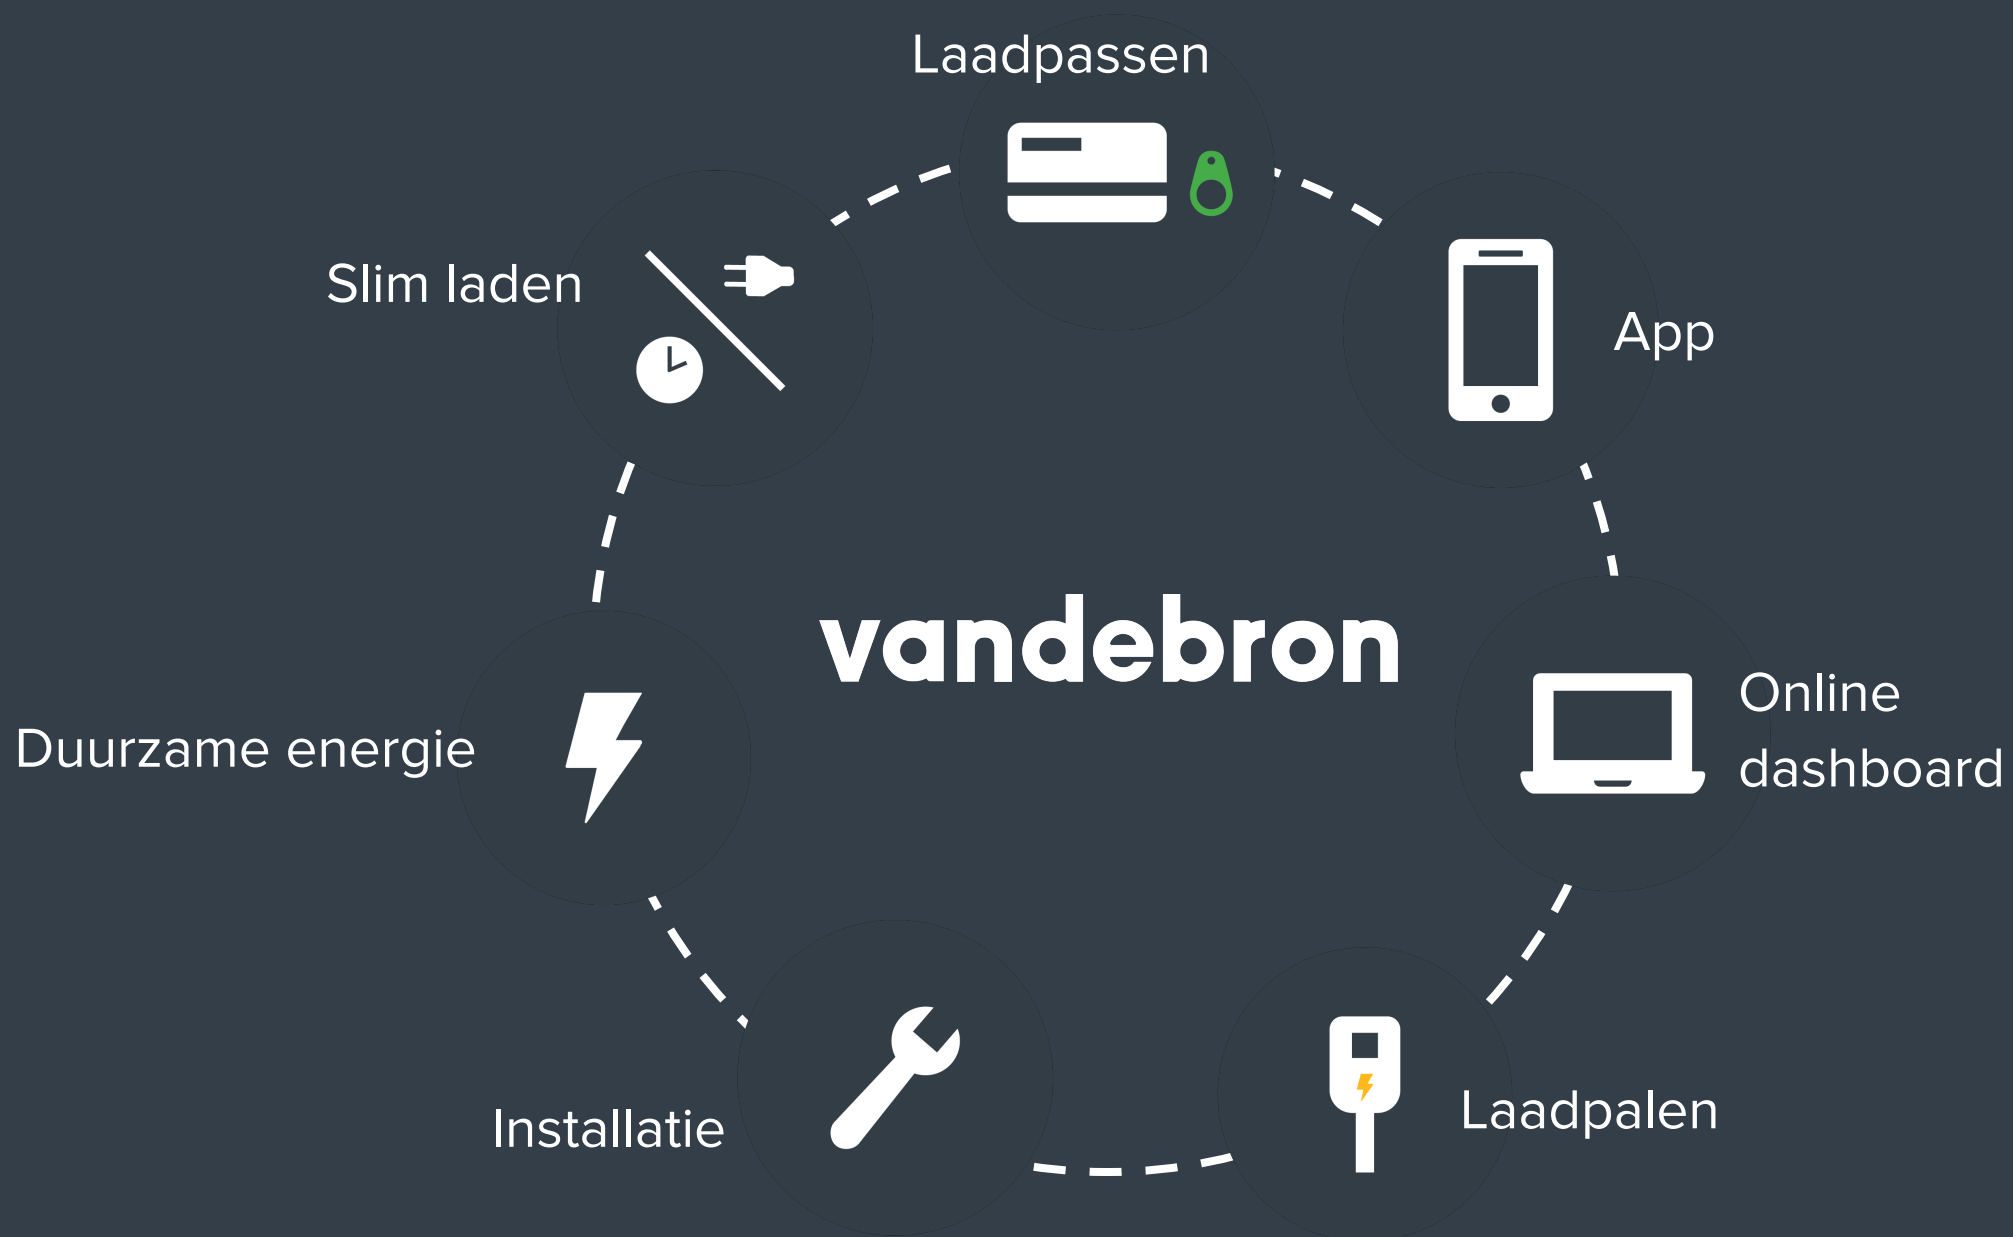 Laadpassen
Slim laden
App
vandebron
Online
dashboard
Duurzame energie
Laadpalen
Installatie